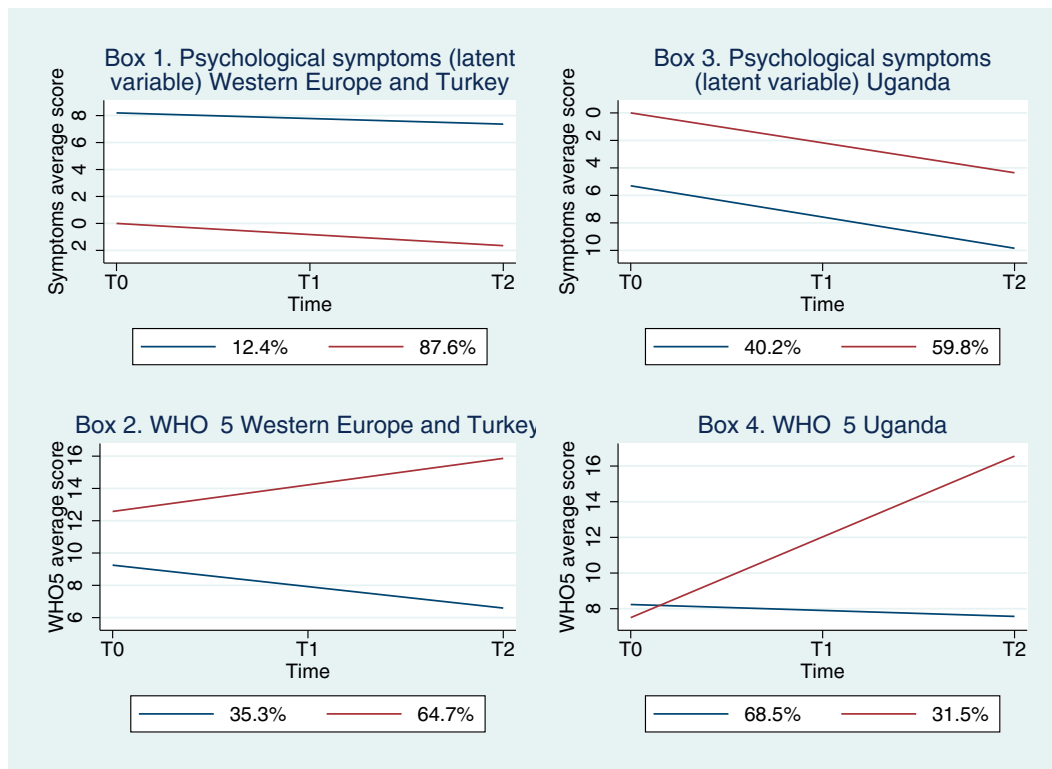 Box 1. Psychological symptoms (latent
variable) Western Europe and Turkey
Symptoms average score
8
6
4
2
0
2
T0 T1 T2
Time
12.4% 87.6%
Box 3. Psychological symptoms
(latent variable) Uganda
Symptoms average score
0
2
4
6
8
10
T0 T1 T2
Time
40.2% 59.8%
Box 2. WHO 5 Western Europe and Turkey
WHO5 average score
16
14
12
10
8
6
T0 T1 T2
Time
35.3% 64.7%
Box 4. WHO 5 Uganda
WHO5 average score
16
14
12
10
8
T0 T1 T2
Time
68.5% 31.5%